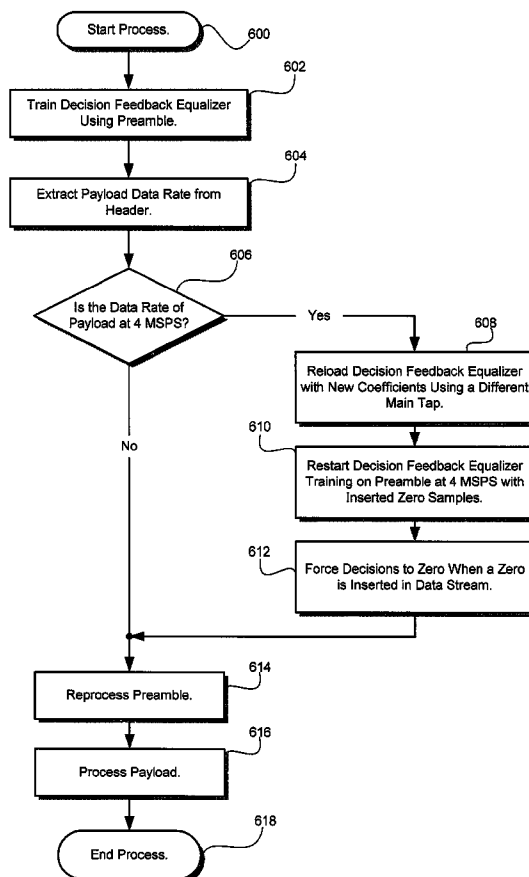 Start Process.
600
602
Train Decision Feedback Equalizer
Using Preamble.
604
Extract Payload Data Rate from
Header.
606
Is the Data Rate of
Payload at 4 MSPS?
Yes
608
Reload Decision Feedback Equalizer
with New Coefficients Using a Different
Main Tap.
610
No
Restart Decision Feedback Equalizer
Training on Preamble at 4 MSPS with
Inserted Zero Samples.
612
Force Decisions to Zero When a Zero
is Inserted in Data Stream.
614
Reprocess Preamble.
616
Process Payload.
618
End Process.